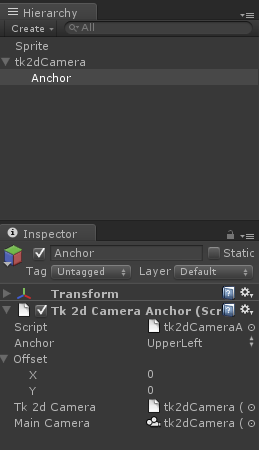 Hierarchy
Create All
Sprite
tk2dCamera
Anchor
Inspector
Anchor Static
Tag Untagged Layer Default
Transform
Tk 2d Camera Anchor (Scr
Script tk2dCameraA
Anchor UpperLeft
Offset
X 0
Y 0
Tk 2d Camera tk2dCamera (
Main Camera tk2dCamera (